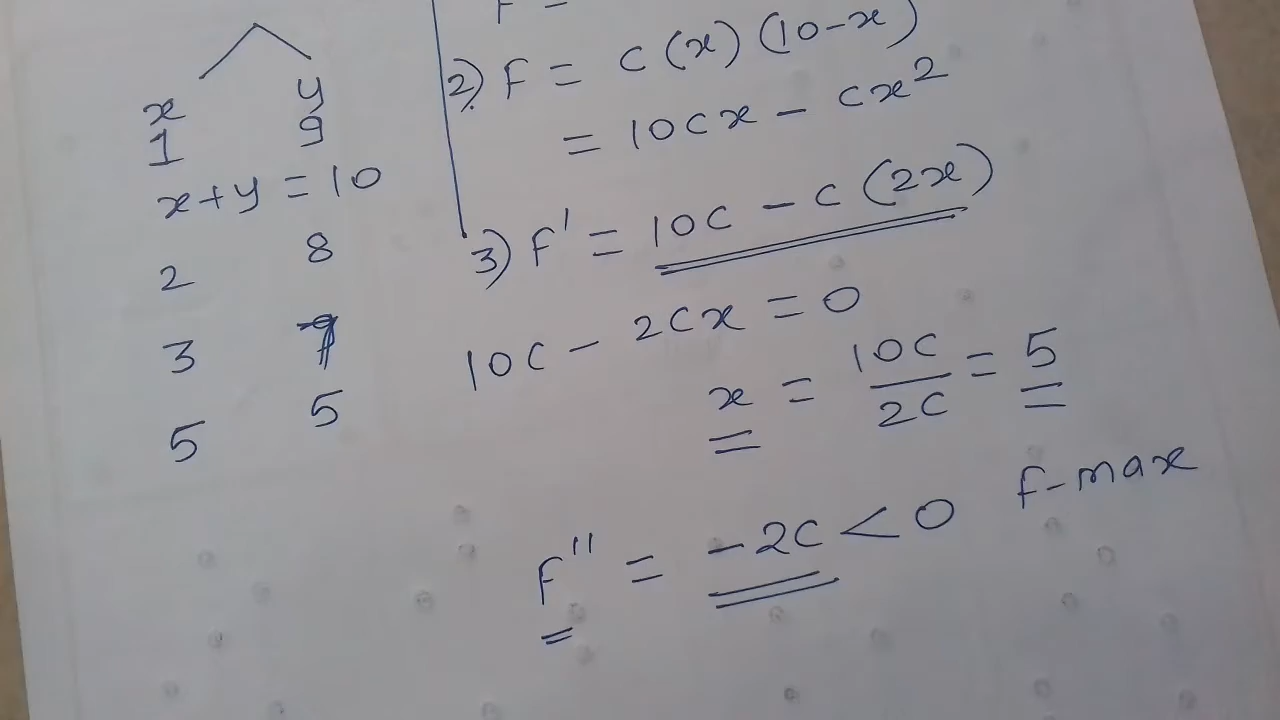 x y
1 9
x+y = 10
2 8
3 7
5 5
F =
2) F = c(x)(10-x)
= 10cx - cx²
3) F' = 10c - c(2x)
10c - 2cx = 0
x = 10c/2c = 5
F'' = -2c < 0 F-max